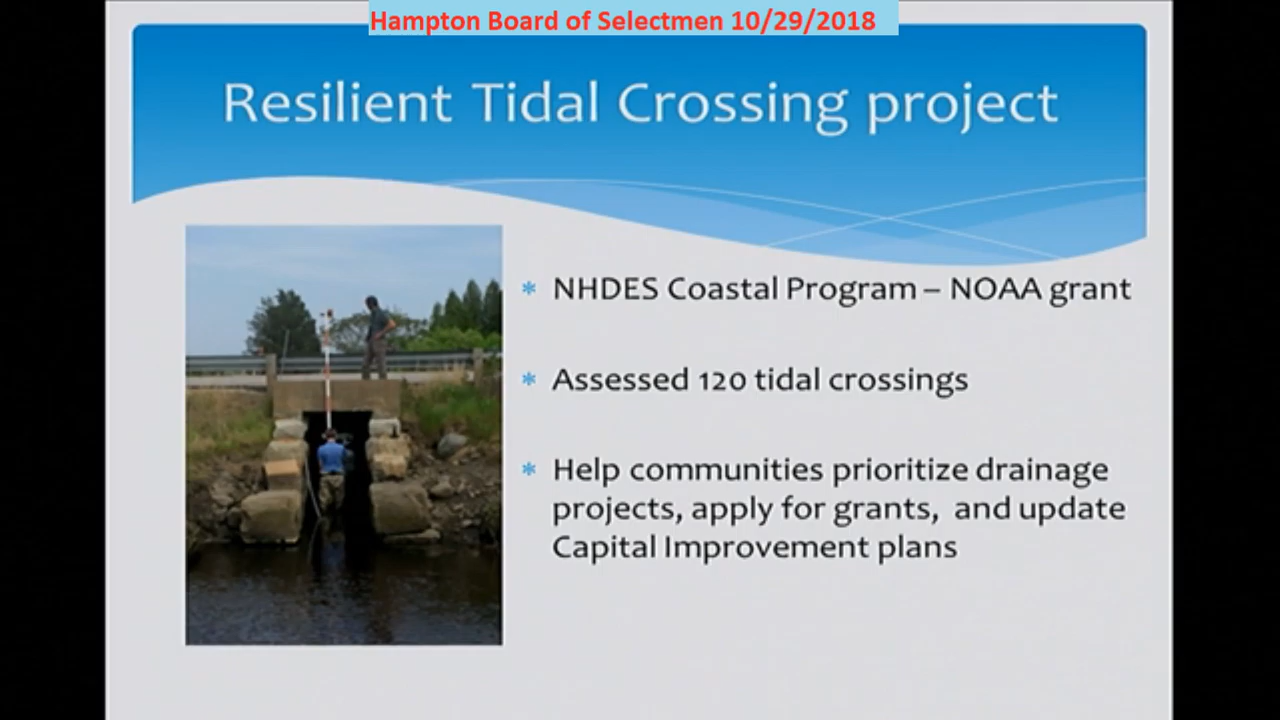 Hampton Board of Selectmen 10/29/2018
Resilient Tidal Crossing project
* NHDES Coastal Program – NOAA grant
* Assessed 120 tidal crossings
* Help communities prioritize drainage
projects, apply for grants, and update
Capital Improvement plans